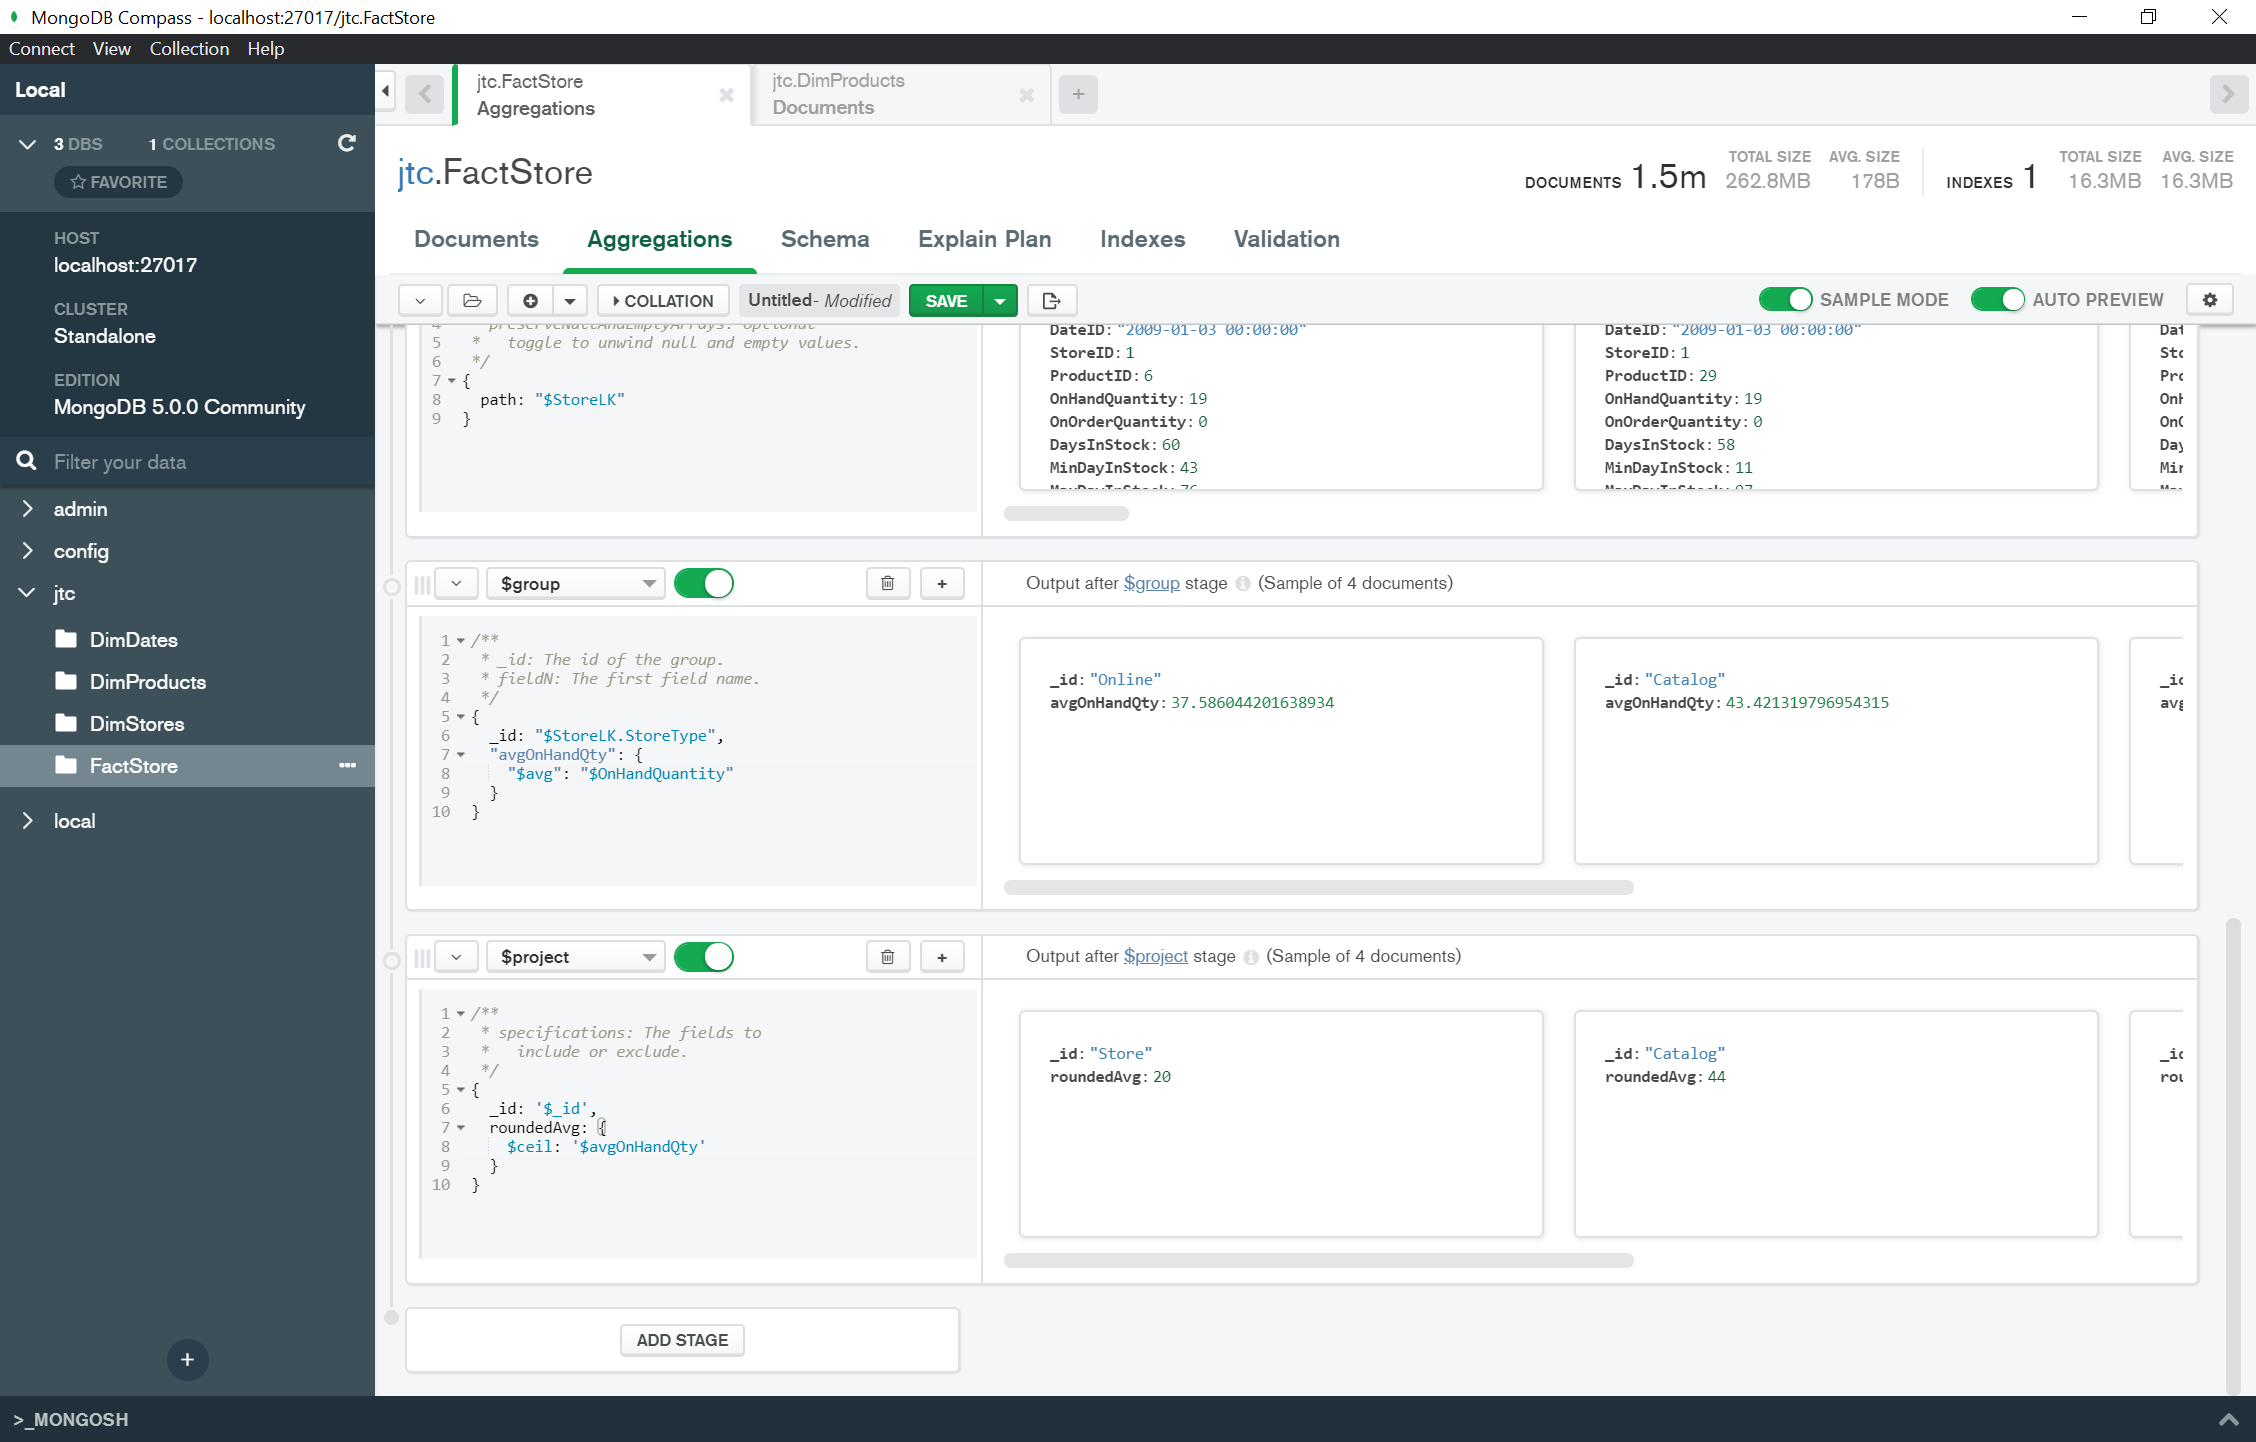 MongoDB Compass - localhost:27017/jtc.FactStore
Connect View Collection Help
Local
3 DBS 1 COLLECTIONS
FAVORITE
HOST
localhost:27017
CLUSTER
Standalone
EDITION
MongoDB 5.0.0 Community
Filter your data
admin
config
jtc
DimDates
DimProducts
DimStores
FactStore
local
jtc.FactStore
Aggregations
jtc.DimProducts
Documents
jtc.FactStore
DOCUMENTS 1.5m TOTAL SIZE 262.8MB AVG. SIZE 178B INDEXES 1 TOTAL SIZE 16.3MB AVG. SIZE 16.3MB
Documents Aggregations Schema Explain Plan Indexes Validation
COLLATION Untitled- Modified SAVE SAMPLE MODE AUTO PREVIEW
4 preserveNullAndEmptyArrays: Optional
5 * toggle to unwind null and empty values.
6 */
7 {
8 path: "$StoreLK"
9 }
DateID: "2009-01-03 00:00:00"
StoreID: 1
ProductID: 6
OnHandQuantity: 19
OnOrderQuantity: 0
DaysInStock: 60
MinDayInStock: 43
MaxDayInStock: 76
DateID: "2009-01-03 00:00:00"
StoreID: 1
ProductID: 29
OnHandQuantity: 19
OnOrderQuantity: 0
DaysInStock: 58
MinDayInStock: 11
MaxDayInStock: 97
Dat
Sto
Pro
OnH
OnO
Day
Min
Max
$group
Output after $group stage (Sample of 4 documents)
1 /**
2 * _id: The id of the group.
3 * fieldN: The first field name.
4 */
5 {
6 _id: "$StoreLK.StoreType",
7 "avgOnHandQty": {
8 "$avg": "$OnHandQuantity"
9 }
10 }
_id: "Online"
avgOnHandQty: 37.586044201638934
_id: "Catalog"
avgOnHandQty: 43.421319796954315
_id
avg
$project
Output after $project stage (Sample of 4 documents)
1 /**
2 * specifications: The fields to
3 * include or exclude.
4 */
5 {
6 _id: '$_id',
7 roundedAvg: {
8 $ceil: '$avgOnHandQty'
9 }
10 }
_id: "Store"
roundedAvg: 20
_id: "Catalog"
roundedAvg: 44
_id
rou
ADD STAGE
>_MONGOSH